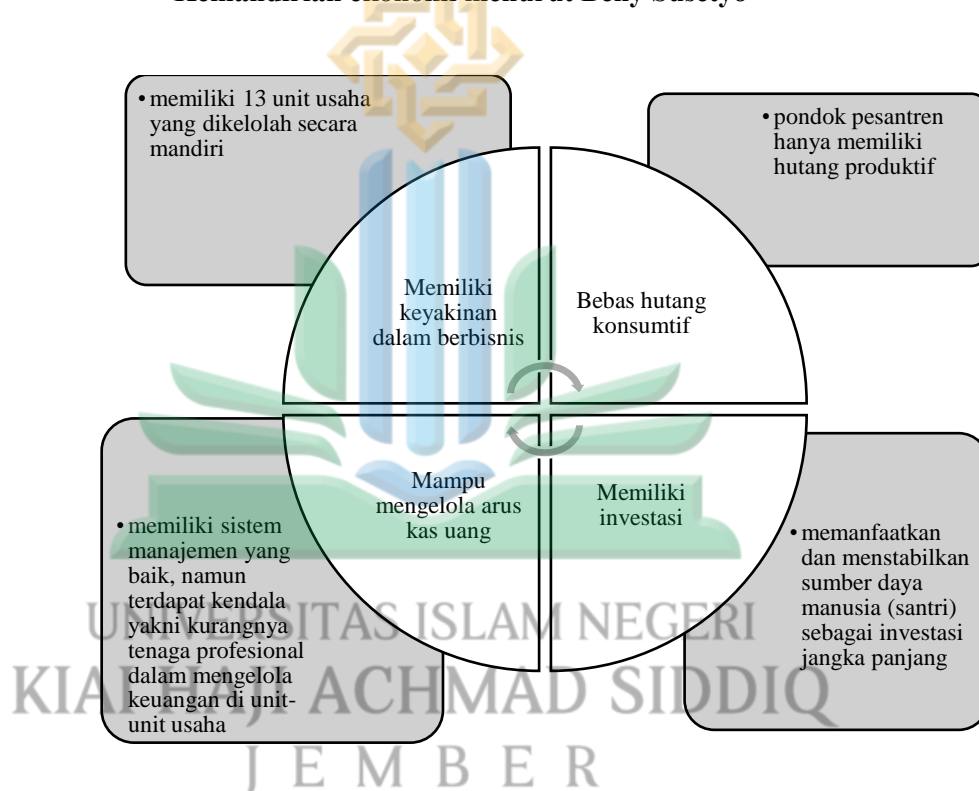 Kemandirian ekonomi menurut Beny Susetyo
• memiliki 13 unit usaha
yang dikelolah secara
mandiri
• pondok pesantren
hanya memiliki
hutang produktif
Memiliki
keyakinan
dalam berbisnis
Bebas hutang
konsumtif
Mampu
mengelola arus
kas uang
Memiliki
investasi
• memiliki sistem
manajemen yang
baik, namun
terdapat kendala
yakni kurangnya
tenaga profesional
dalam mengelola
keuangan di unit-
unit usaha
• memanfaatkan
dan menstabilkan
sumber daya
manusia (santri)
sebagai investasi
jangka panjang
UNIVERSITAS ISLAM NEGERI
KIAI HAJI ACHMAD SIDDIQ
JEMBER